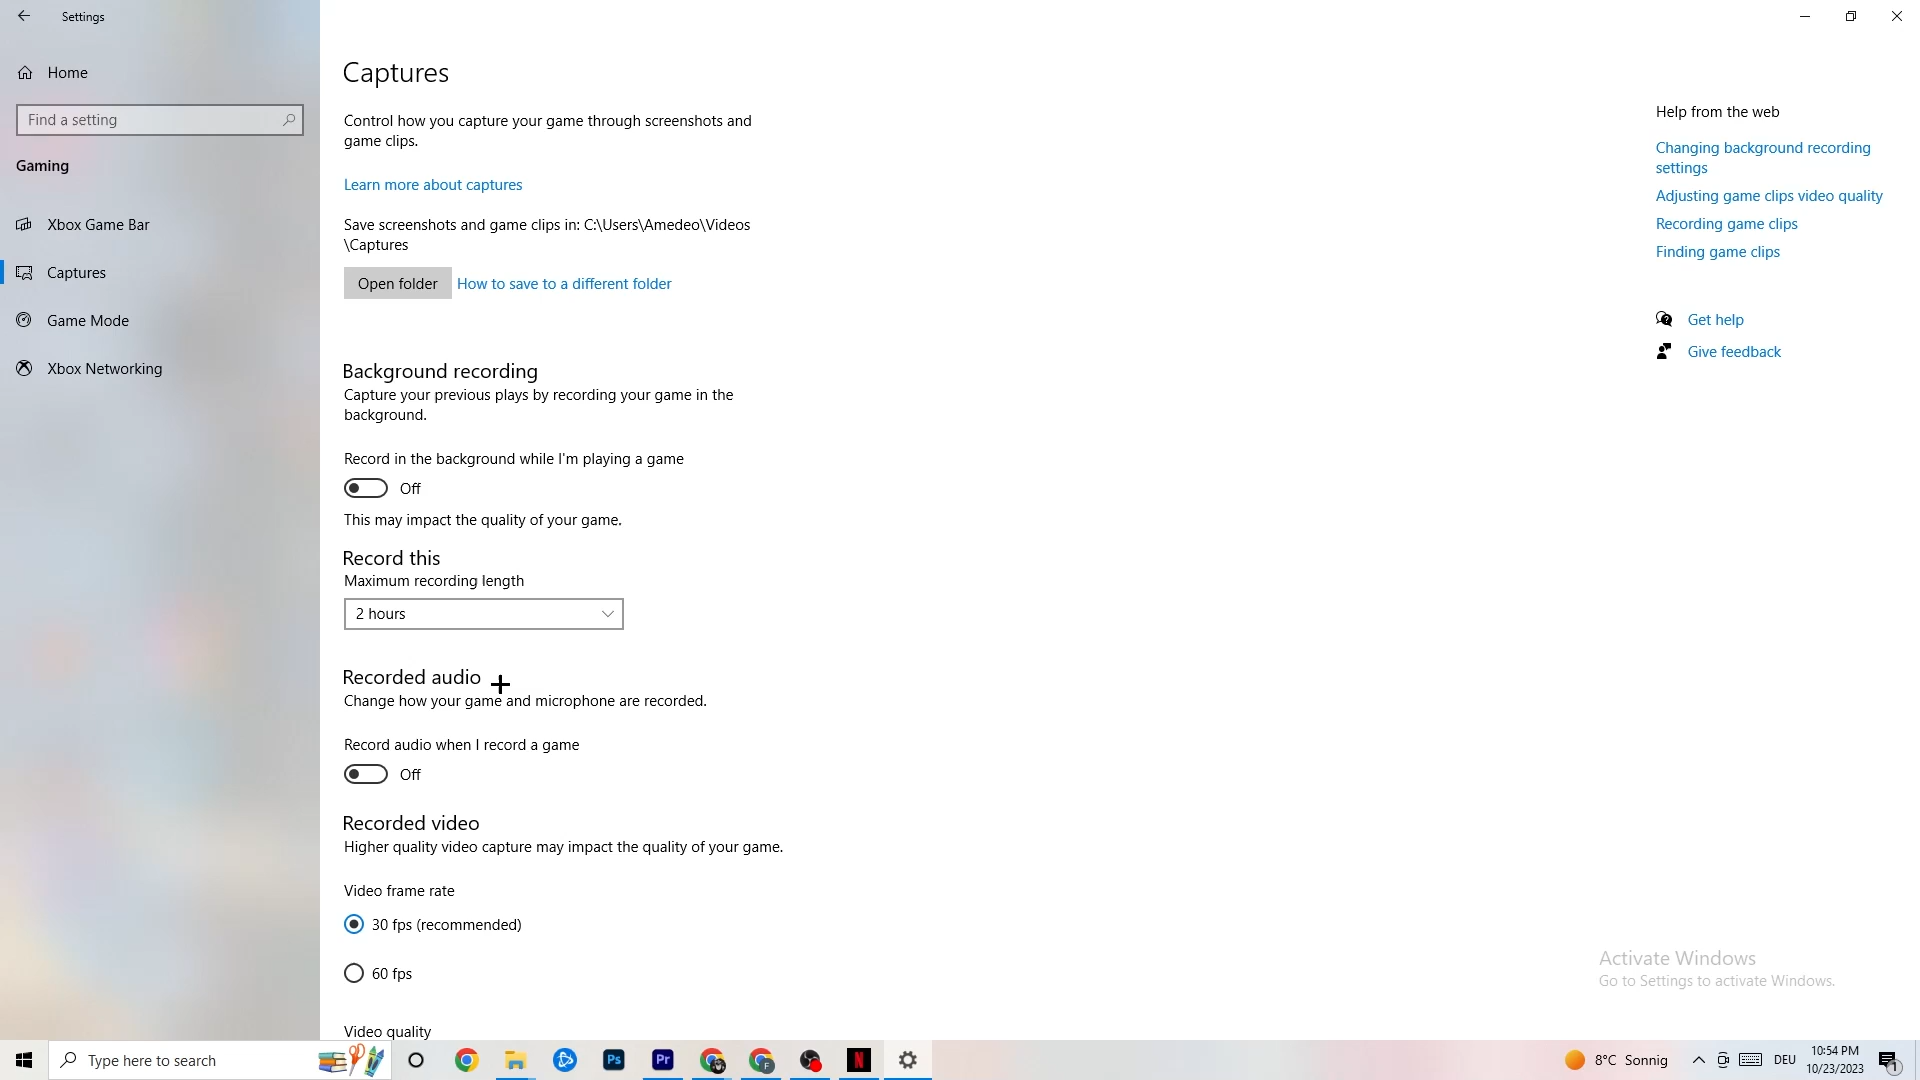 Settings
Home
Find a setting
Gaming
Xbox Game Bar
Captures
Game Mode
Xbox Networking
Captures
Control how you capture your game through screenshots and
game clips.
Learn more about captures
Save screenshots and game clips in: C:\Users\Amedeo\Videos
\Captures
Open folder
How to save to a different folder
Background recording
Capture your previous plays by recording your game in the
background.
Record in the background while I'm playing a game
Off
This may impact the quality of your game.
Record this
Maximum recording length
2 hours
Recorded audio
Change how your game and microphone are recorded.
Record audio when I record a game
Off
Recorded video
Higher quality video capture may impact the quality of your game.
Video frame rate
30 fps (recommended)
60 fps
Video quality
Help from the web
Changing background recording
settings
Adjusting game clips video quality
Recording game clips
Finding game clips
Get help
Give feedback
Activate Windows
Go to Settings to activate Windows.
Type here to search
Ps
Pr
F
N
8°C Sonnig
DEU
10:54 PM
10/23/2023
1